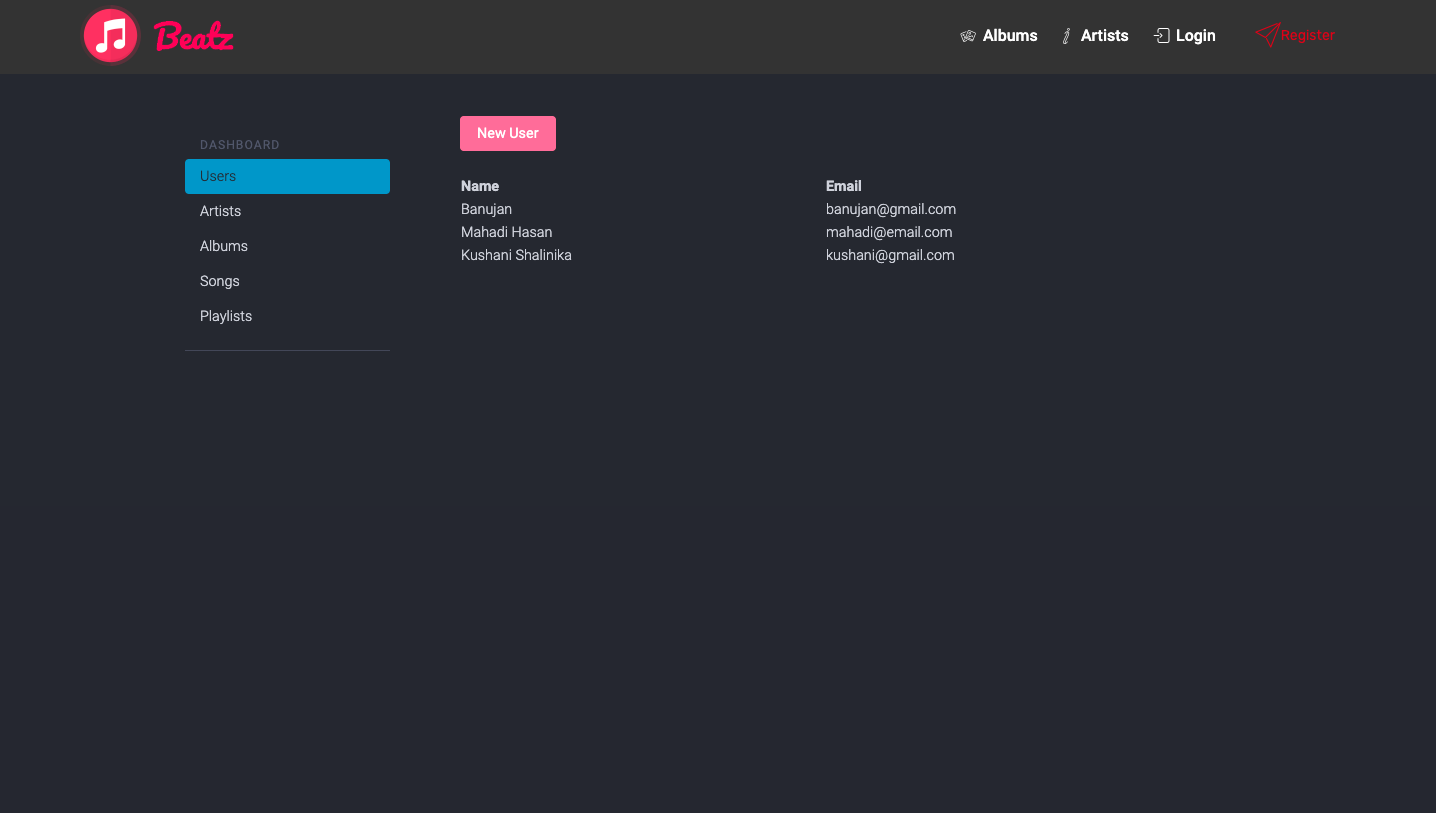 Beatz
Albums
Artists
Login
Register
DASHBOARD
Users
Artists
Albums
Songs
Playlists
New User
Name Email
Banujan banujan@gmail.com
Mahadi Hasan mahadi@email.com
Kushani Shalinika kushani@gmail.com